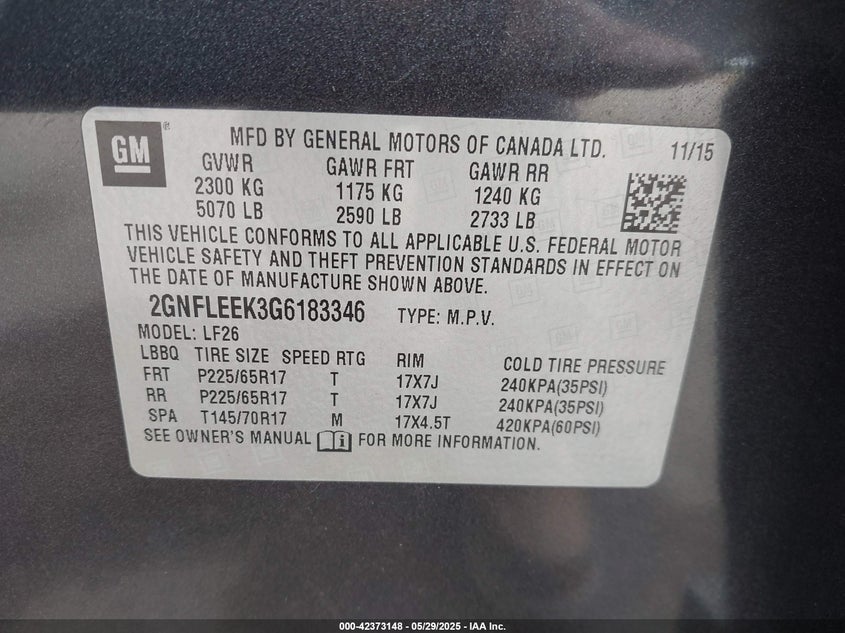 GM ® MFD BY GENERAL MOTORS OF CANADA LTD. 11/15
GVWR GAWR FRT GAWR RR
2300 KG 1175 KG 1240 KG
5070 LB 2590 LB 2733 LB
THIS VEHICLE CONFORMS TO ALL APPLICABLE U.S. FEDERAL MOTOR
VEHICLE SAFETY AND THEFT PREVENTION STANDARDS IN EFFECT ON
THE DATE OF MANUFACTURE SHOWN ABOVE.
2GNFLEEK3G6183346 TYPE: M.P.V.
MODEL: LF26
LBBQ TIRE SIZE SPEED RTG RIM COLD TIRE PRESSURE
FRT P225/65R17 T 17X7J 240KPA(35PSI)
RR P225/65R17 T 17X7J 240KPA(35PSI)
SPA T145/70R17 M 17X4.5T 420KPA(60PSI)
SEE OWNER'S MANUAL FOR MORE INFORMATION.
000-42373148 - 05/29/2025 - IAA Inc.